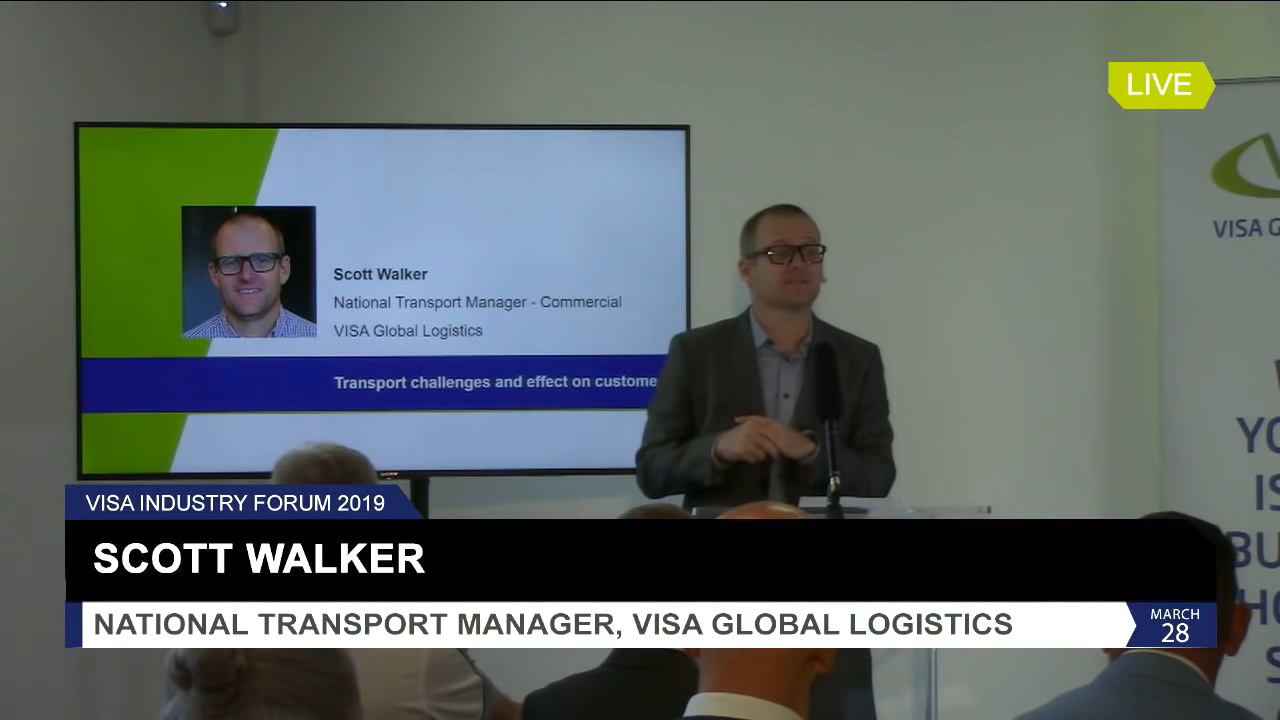 LIVE
Scott Walker
National Transport Manager - Commercial
VISA Global Logistics
Transport challenges and effect on custome
VISA G
YO
IS
BU
HO
S
VISA INDUSTRY FORUM 2019
SCOTT WALKER
NATIONAL TRANSPORT MANAGER, VISA GLOBAL LOGISTICS
MARCH
28